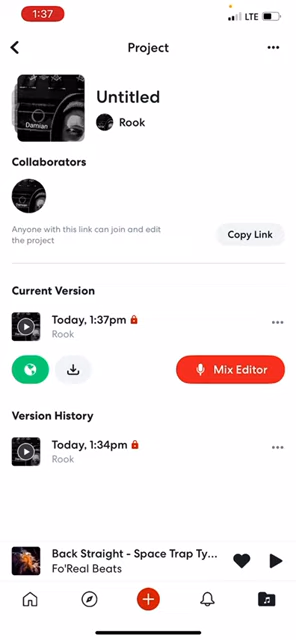 1:37
LTE
Project
Untitled
Damian
Rook
Collaborators
Anyone with this link can join and edit
the project
Copy Link
Current Version
Today, 1:37pm
Rook
Mix Editor
Version History
Today, 1:34pm
Rook
Back Straight - Space Trap Ty...
Fo'Real Beats